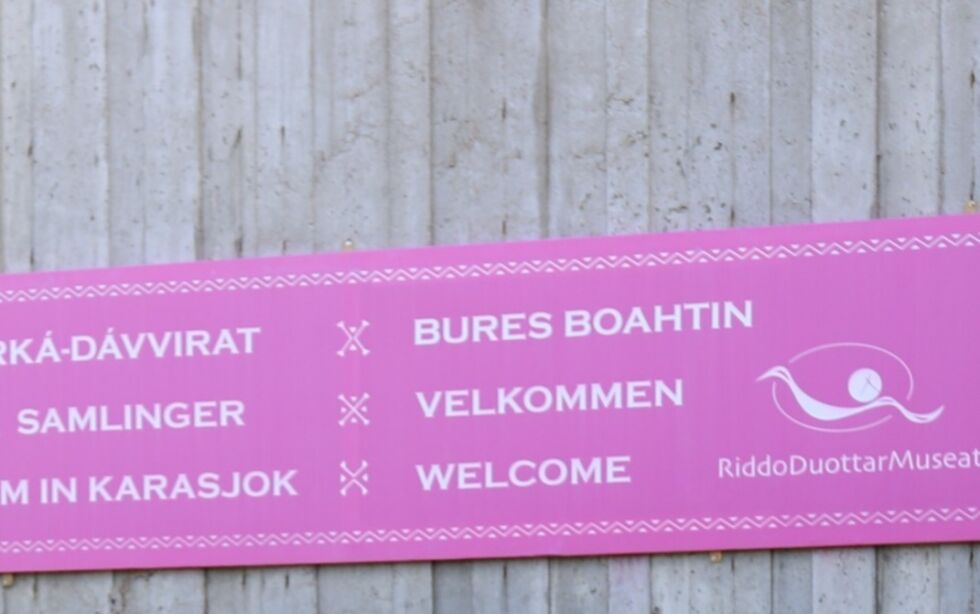 RKÁ-DÁVVIRAT
SAMLINGER
M IN KARASJOK
BURES BOAHTIN
VELKOMMEN
WELCOME
RiddoDuottarMuseat